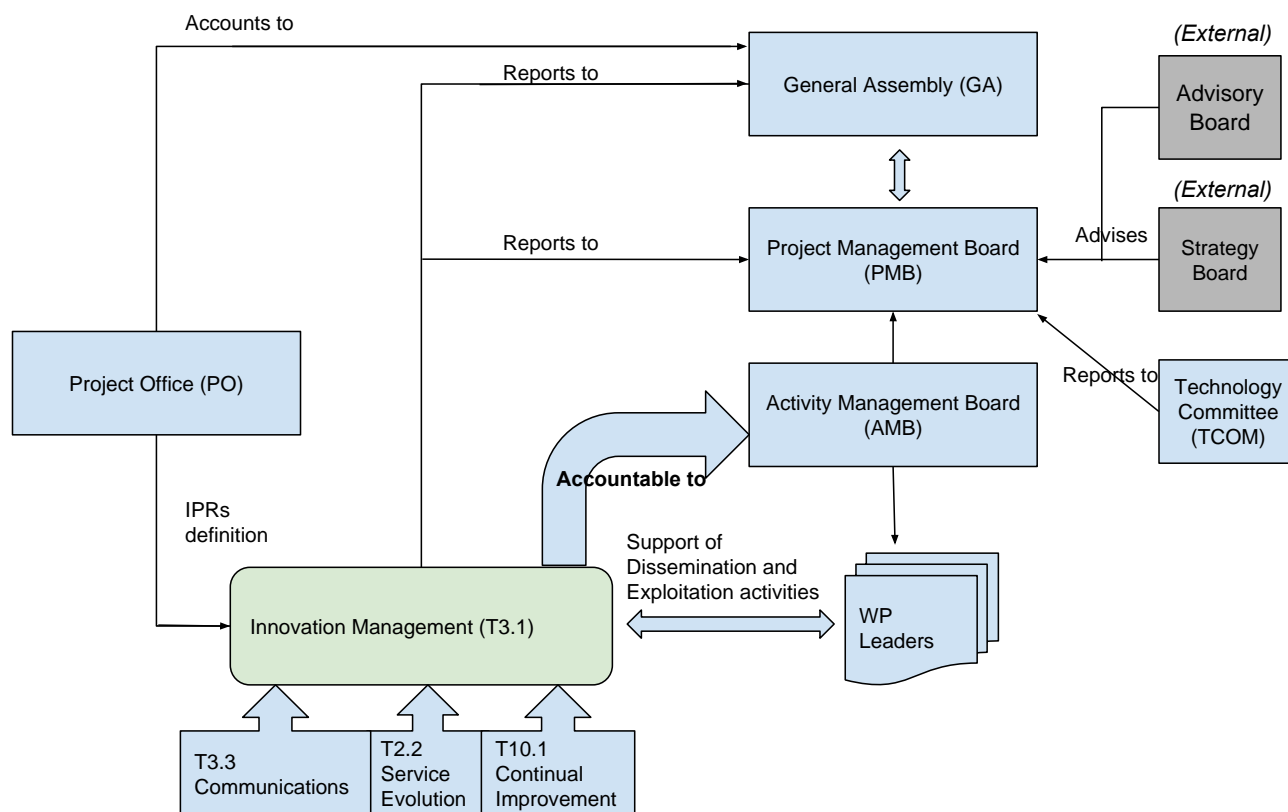 Accounts to
(External)
Reports to
General Assembly (GA)
Advisory
Board
(External)
Reports to
Project Management Board
(PMB)
Advises
Strategy
Board
Project Office (PO)
Activity Management Board
(AMB)
Reports to
Technology
Committee
(TCOM)
Accountable to
IPRs
definition
Support of
Dissemination and
Exploitation activities
Innovation Management (T3.1)
WP
Leaders
T3.3
Communications
T2.2
Service
Evolution
T10.1
Continual
Improvement